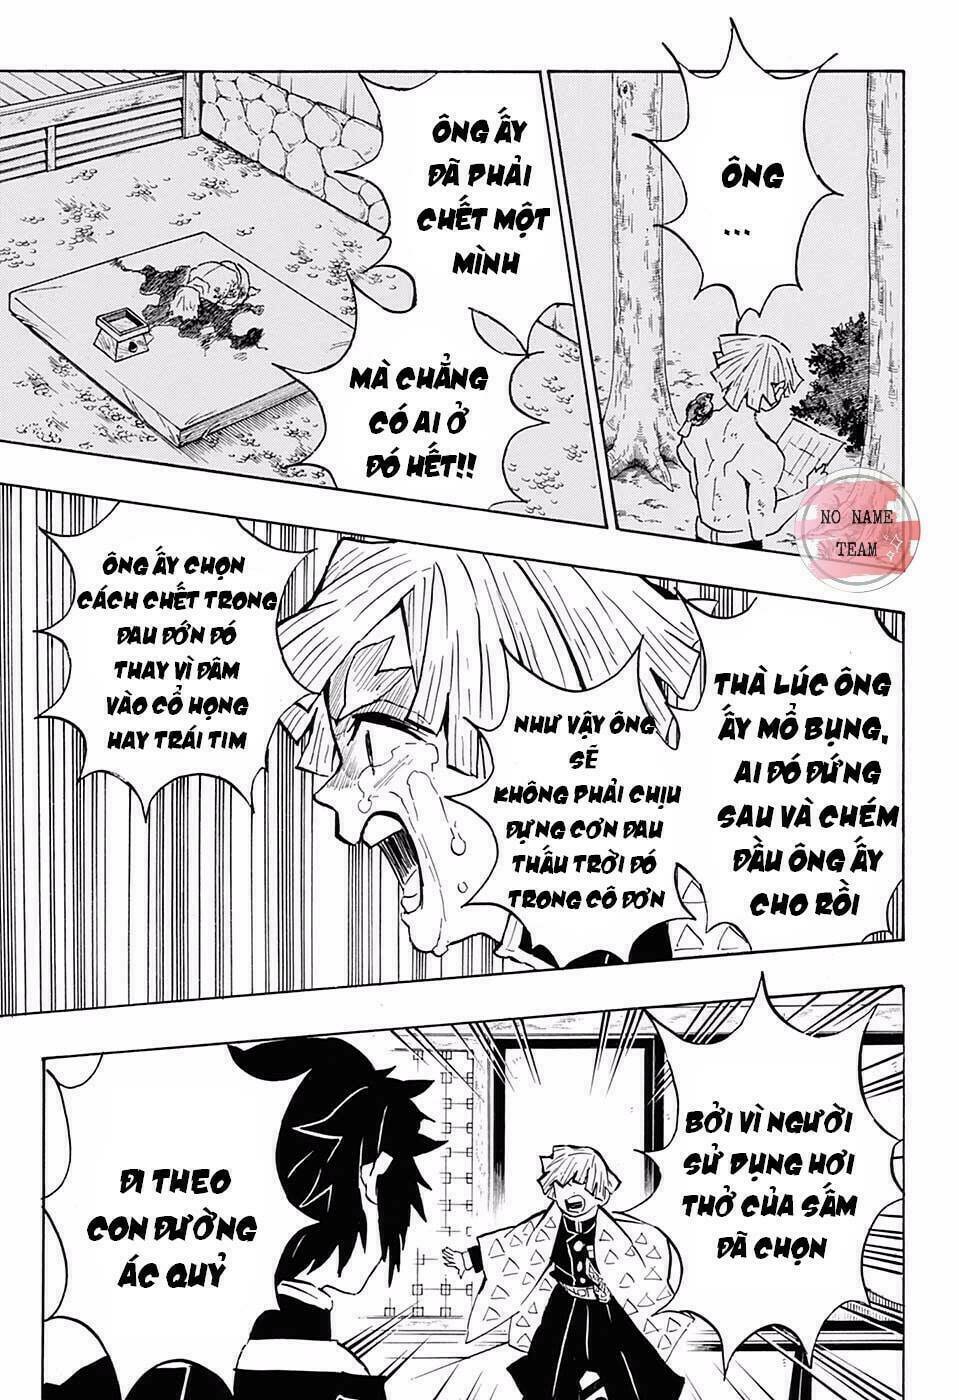 ÔNG
...
ÔNG ẤY
ĐÃ PHẢI
CHẾT MỘT
MÌNH
MÀ CHẲNG
CÓ AI Ở
ĐÓ HẾT!!
NO NAME
TEAM
THÀ LÚC ÔNG
ẤY MỔ BỤNG,
AI ĐÓ ĐỨNG
SAU VÀ CHÉM
ĐẦU ÔNG ẤY
CHO RỒI
NHƯ VẬY ÔNG
SẼ
KHÔNG PHẢI CHỊU
ĐỰNG CƠN ĐAU
THẤU TRỜI ĐÓ
TRONG CÔ ĐƠN
ÔNG ẤY CHỌN
CÁCH CHẾT TRONG
ĐAU ĐỚN ĐÓ
THAY VÌ ĐÂM
VÀO CỔ HỌNG
HAY TRÁI TIM
BỞI VÌ NGƯỜI
SỬ DỤNG HƠI
THỞ CỦA SẤM
ĐÃ CHỌN
ĐI THEO
CON ĐƯỜNG
ÁC QUỶ